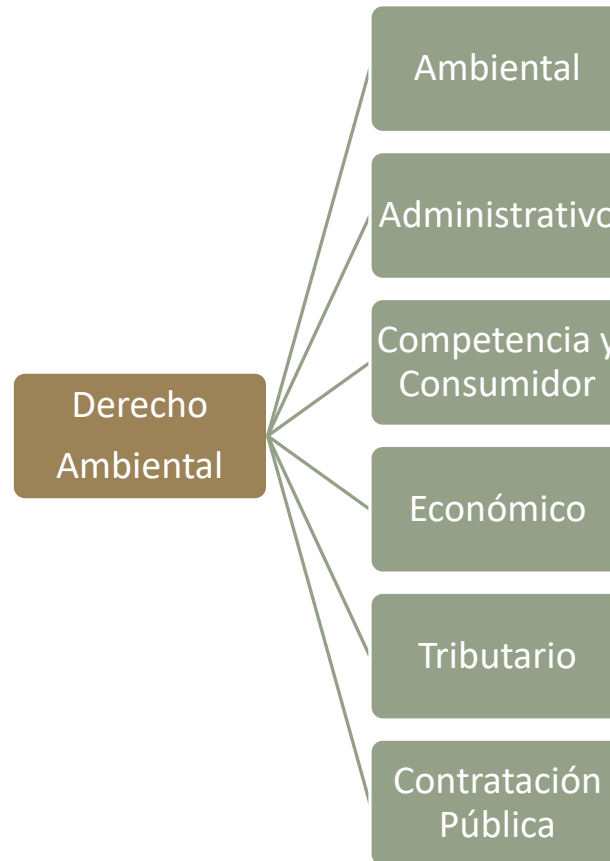 Ambiental
Administrativo
Competencia y
Consumidor
Derecho
Ambiental
Económico
Tributario
Contratación
Pública